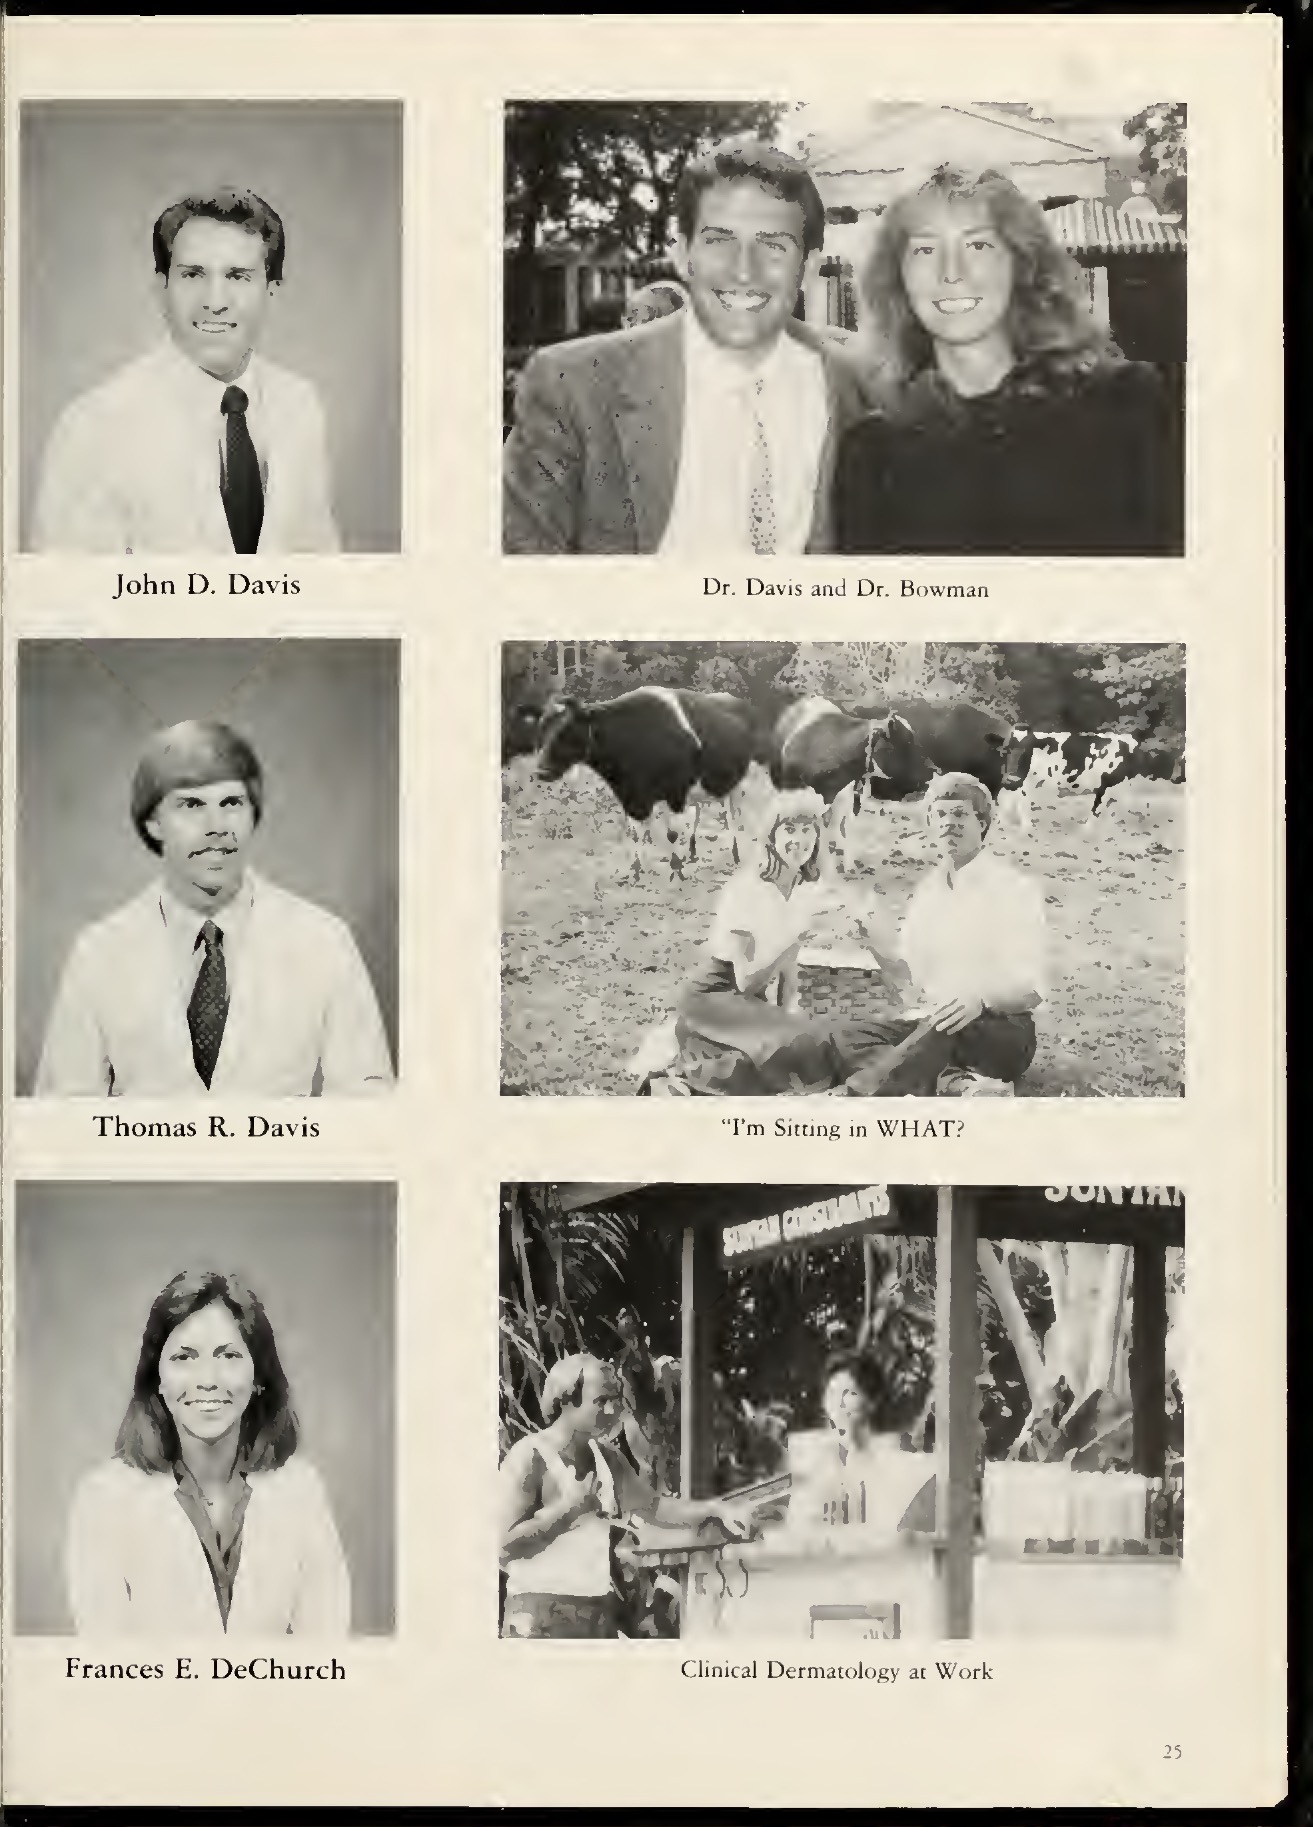 John D. Davis
Dr. Davis and Dr. Bowman
Thomas R. Davis
"I'm Sitting in WHAT?
SUNTAN CONSULTANTS
SUNTAN
Frances E. DeChurch
Clinical Dermatology at Work
25